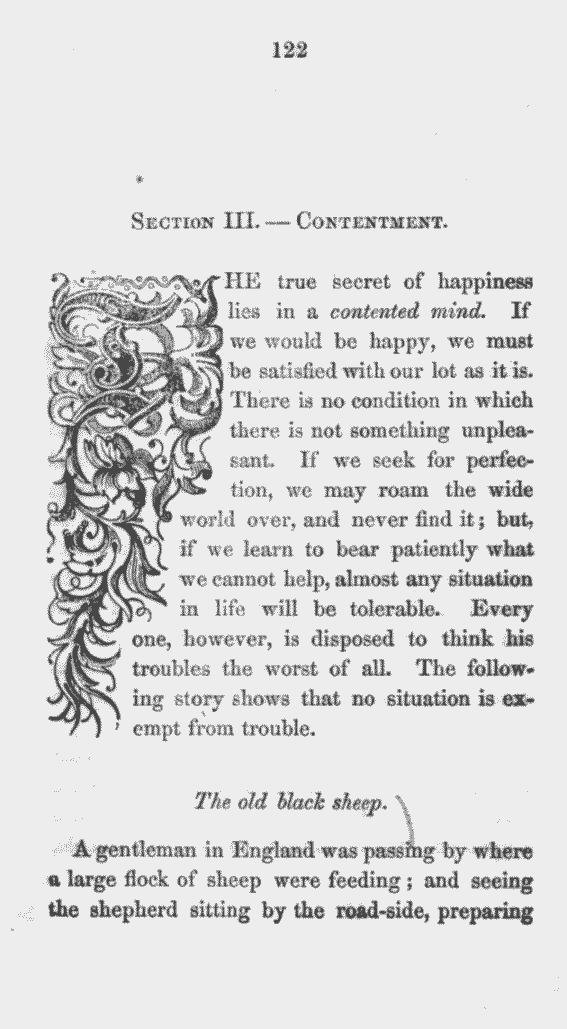 122
SECTION III. — CONTENTMENT.
THE true secret of happiness
lies in a contented mind. If
we would be happy, we must
be satisfied with our lot as it is.
There is no condition in which
there is not something unplea-
sant. If we seek for perfec-
tion, we may roam the wide
world over, and never find it; but,
if we learn to bear patiently what
we cannot help, almost any situation
in life will be tolerable. Every
one, however, is disposed to think his
troubles the worst of all. The follow-
ing story shows that no situation is ex-
empt from trouble.
The old black sheep.
A gentleman in England was passing by where
a large flock of sheep were feeding; and seeing
the shepherd sitting by the road-side, preparing